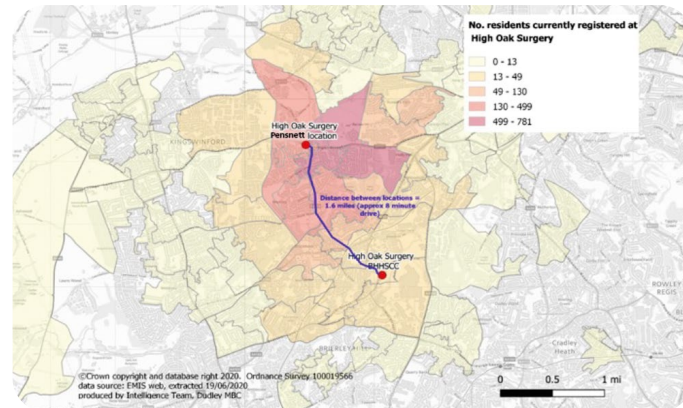 No. residents currently registered at
High Oak Surgery
0 - 13
13 - 49
49 - 130
130 - 499
499 - 781
KINGSWINFORD
High Oak Surgery
Pensnett location
Distance between locations =
1.6 miles (approx 8 minute
drive)
High Oak Surgery
BHHSCC
ROWLEY
REGIS
Cradley
Heath
BRIERLEY HILL
©Crown copyright and database right 2020. Ordnance Survey 100019566
data source: EMIS web, extracted 19/06/2020
produced by Intelligence Team, Dudley MBC
0 0.5 1 mi